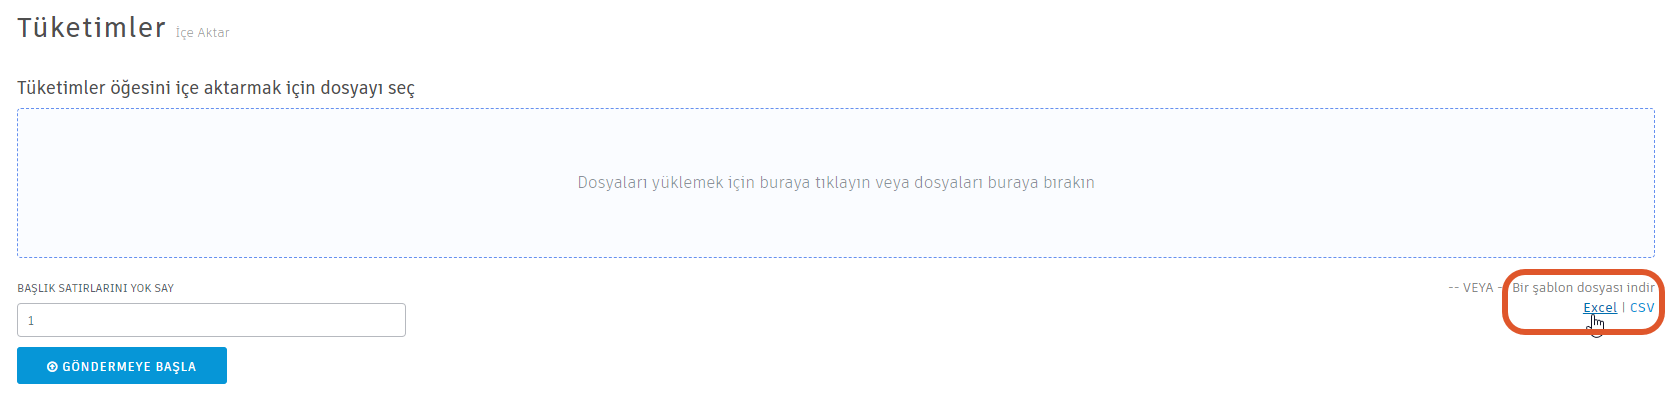 Tüketimler İçe Aktar
Tüketimler öğesini içe aktarmak için dosyayı seç
Dosyaları yüklemek için buraya tıklayın veya dosyaları buraya bırakın
BAŞLIK SATIRLARINI YOK SAY
1
GÖNDERMEYE BAŞLA
-- VEYA - Bir şablon dosyası indir
Excel | CSV